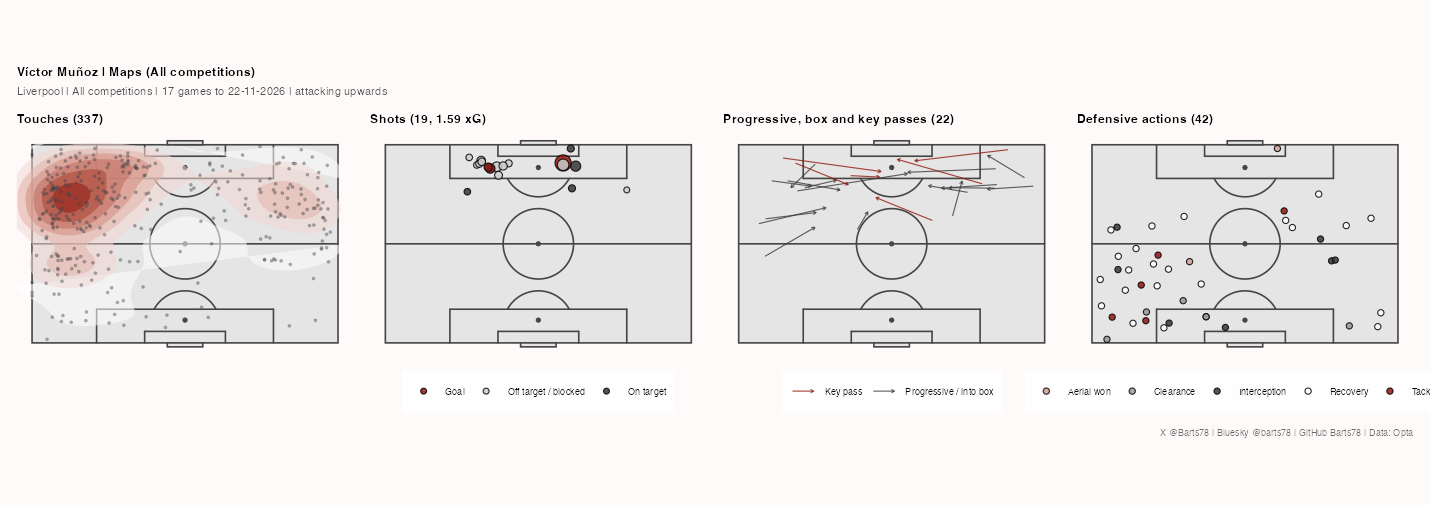 Víctor Muñoz | Maps (All competitions)
Liverpool | All competitions | 17 games to 22-11-2026 | attacking upwards
Touches (337)
Shots (19, 1.59 xG)
Progressive, box and key passes (22)
Defensive actions (42)
Goal
Off target / blocked
On target
Key pass
Progressive / into box
Aerial won
Clearance
Interception
Recovery
Tack
X @Barts78 | Bluesky @barts78 | GitHub Barts78 | Data: Opta